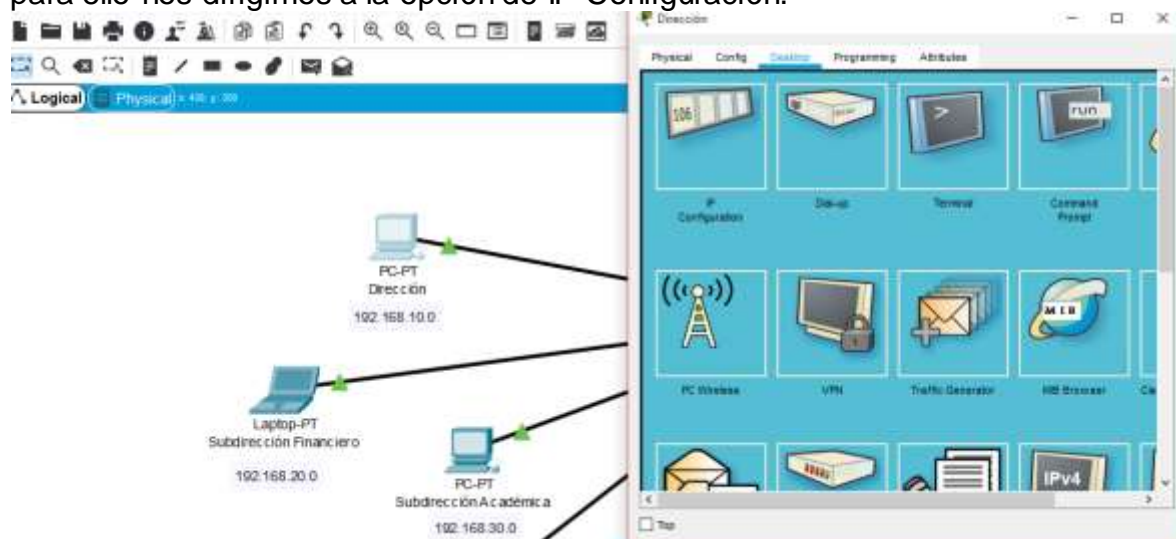 para ello nos dirigimos a la opción de IP Configuración.
Dirección
Physical Config Desktop Programming Attributes
Logical Physical
106
run
IP
Configuration
Dial-up
Terminal
Command
Prompt
PC-PT
Dirección
192.168.10.0
MIB
PC Wireless
VPN
Traffic Generator
MIB Browser
Laptop-PT
Subdirección Financiero
192.168.20.0
PC-PT
Subdirección Académica
192.168.30.0
IPv4
Top